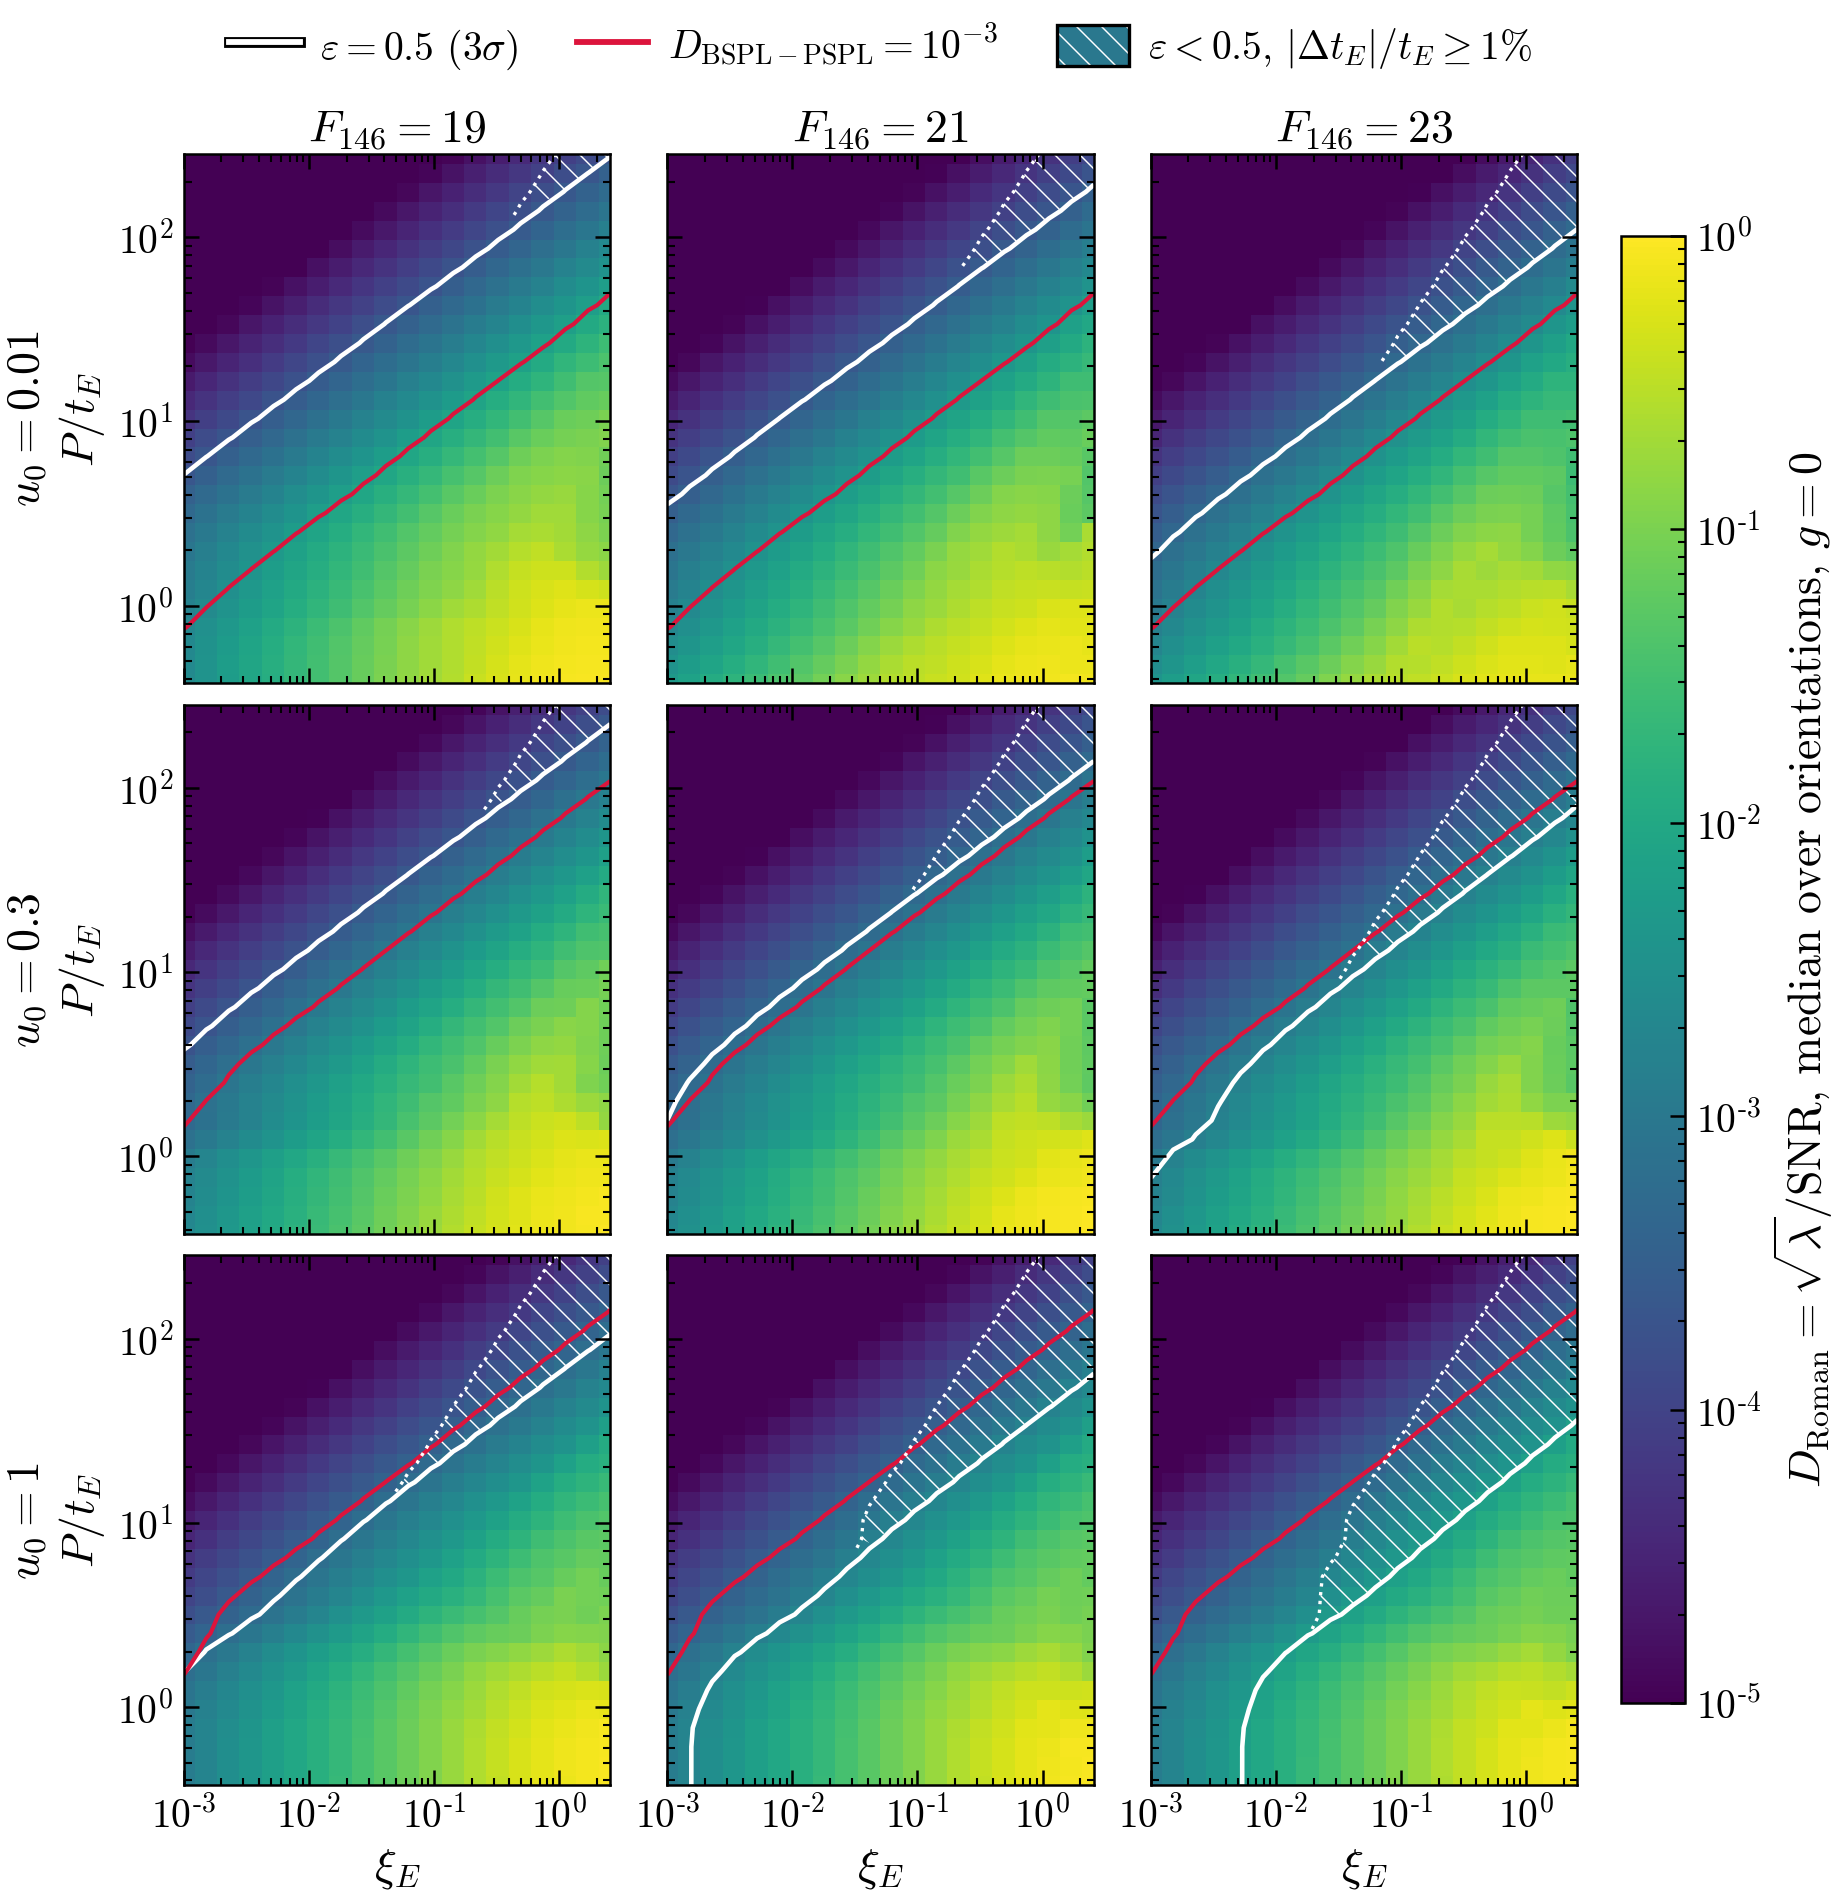 ε = 0.5 (3σ) D_BSPL−PSPL = 10^-3 ε < 0.5, |Δt_E|/t_E ≥ 1%
F_146 = 19 F_146 = 21 F_146 = 23
u_0 = 0.01
P/t_E
10^2
10^1
10^0
u_0 = 0.3
P/t_E
10^2
10^1
10^0
u_0 = 1
P/t_E
10^2
10^1
10^0
10^-3 10^-2 10^-1 10^0 10^-3 10^-2 10^-1 10^0 10^-3 10^-2 10^-1 10^0
ξ_E ξ_E ξ_E
10^0
10^-1
10^-2
10^-3
10^-4
10^-5
D_Roman = √λ/SNR, median over orientations, g = 0